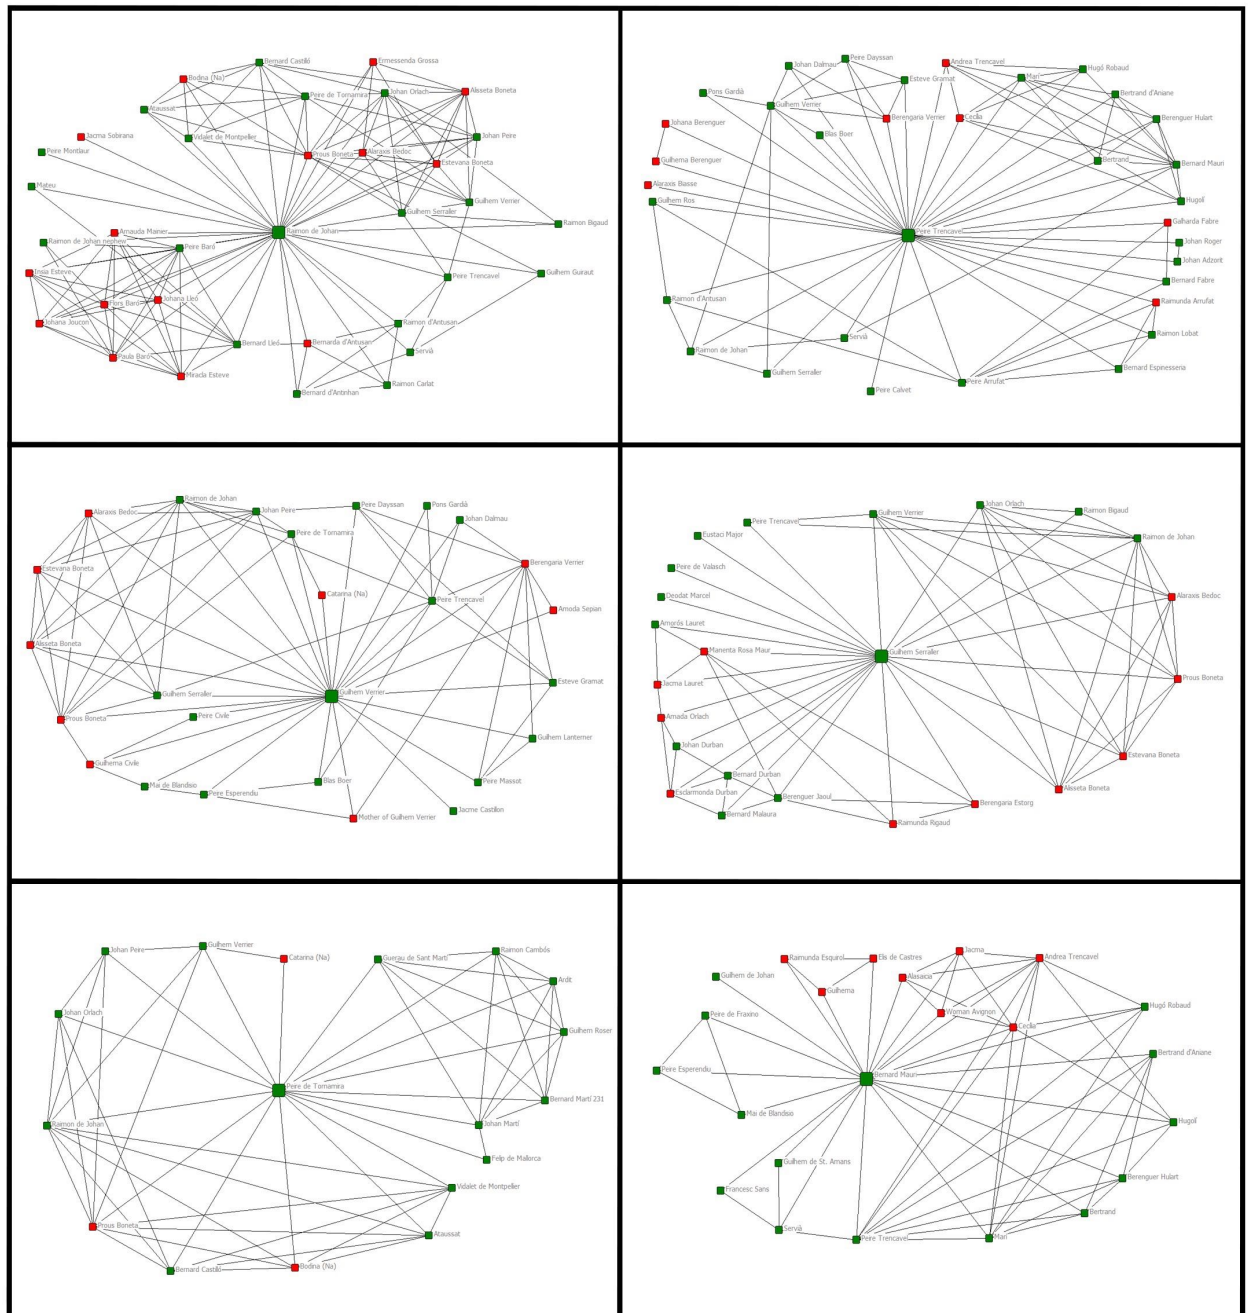 Bernard Castilló
Ermessenda Grossa
Bodina (Na)
Alisseta Boneta
Peire de Tornamira
Johan Orlach
Ataussat
Jacma Sobirana
Vidalet de Montpellier
Johan Peire
Peire Montlaur
Prous Boneta
Alaraxis Bedoc
Estevana Boneta
Mateu
Guilhem Verrier
Guilhem Serraller
Raimon Bigaud
Arnauda Mainier
Raimon de Johan
Raimon de Johan nephew
Peire Baró
Insia Esteve
Peire Trencavel
Guilhem Guiraut
Flors Baró
Johana Lleó
Johana Joucon
Raimon d'Antusan
Bernard Lleó
Bernarda d'Antusan
Paula Baró
Servià
Miracla Esteve
Raimon Carlat
Bernard d'Antinhan
Johan Dalmau
Peire Dayssan
Andrea Trencavel
Hugó Robaud
Esteve Gramat
Marí
Pons Gardià
Bertrand d'Aniane
Guilhem Verrier
Berengaria Verrier
Cecília
Berenguer Hulart
Johana Berenguer
Blas Boer
Guilhema Berenguer
Bertrand
Bernard Mauri
Alaraxis Biasse
Guilhem Ros
Hugolí
Galharda Fabre
Peire Trencavel
Johan Roger
Johan Adzorit
Bernard Fabre
Raimon d'Antusan
Raimunda Arrufat
Servià
Raimon Lobat
Raimon de Johan
Guilhem Serraller
Bernard Espinesseria
Peire Arrufat
Peire Calvet
Raimon de Johan
Alaraxis Bedoc
Johan Peire
Peire Dayssan
Pons Gardià
Johan Dalmau
Peire de Tornamira
Estevana Boneta
Berengaria Verrier
Catarina (Na)
Peire Trencavel
Amoda Sepian
Alisseta Boneta
Guilhem Serraller
Guilhem Verrier
Esteve Gramat
Prous Boneta
Peire Civile
Guilhem Lanterner
Guilhema Civile
Mai de Blandisio
Blas Boer
Peire Massot
Peire Esperendu
Jacme Castillon
Mother of Guilhem Verrier
Johan Orlach
Guilhem Verrier
Raimon Bigaud
Peire Trencavel
Eustaci Major
Raimon de Johan
Peire de Valasch
Deodat Marcel
Alaraxis Bedoc
Amorós Lauret
Manenta Rosa Maur
Guilhem Serraller
Jacma Lauret
Prous Boneta
Amada Orlach
Johan Durban
Estevana Boneta
Bernard Durban
Esclarmonda Durban
Berenguer Jaoul
Alisseta Boneta
Berengaria Estorg
Bernard Malaura
Raimunda Rigaud
Johan Peire
Guilhem Verrier
Catarina (Na)
Guerau de Sant Martí
Raimon Cambós
Ardit
Johan Orlach
Guilhem Roser
Peire de Tornamira
Bernard Martí 231
Raimon de Johan
Johan Martí
Felip de Mallorca
Vidalet de Montpellier
Prous Boneta
Ataussat
Bernard Castilló
Bodina (Na)
Raimunda Esquirol
Elis de Castres
Jacma
Andrea Trencavel
Guilhem de Johan
Alasaicia
Guilhema
Hugó Robaud
Peire de Fraxino
Woman Avignon
Cecília
Bertrand d'Aniane
Peire Esperendu
Bernard Mauri
Mai de Blandisio
Hugolí
Guilhem de St. Amans
Berenguer Hulart
Francesc Sans
Bertrand
Servià
Peire Trencavel
Marí